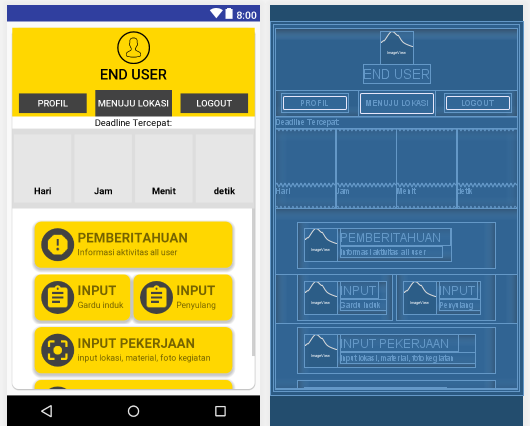 8:00
END USER
PROFIL
MENUJU LOKASI
LOGOUT
Deadline Tercepat:
Hari
Jam
Menit
detik
PEMBERITAHUAN
Informasi aktivitas all user
INPUT
Gardu induk
INPUT
Penyulang
INPUT PEKERJAAN
input lokasi, material, foto kegiatan
ImageView
END USER
PROFIL
MENUJU LOKASI
LOGOUT
Deadline Tercepat:
Hari
Jam
Menit
detik
ImageView
PEMBERITAHUAN
Informasi aktivitas all user
ImageView
INPUT
Gardu induk
ImageView
INPUT
Penyulang
ImageView
INPUT PEKERJAAN
input lokasi, material, foto kegiatan